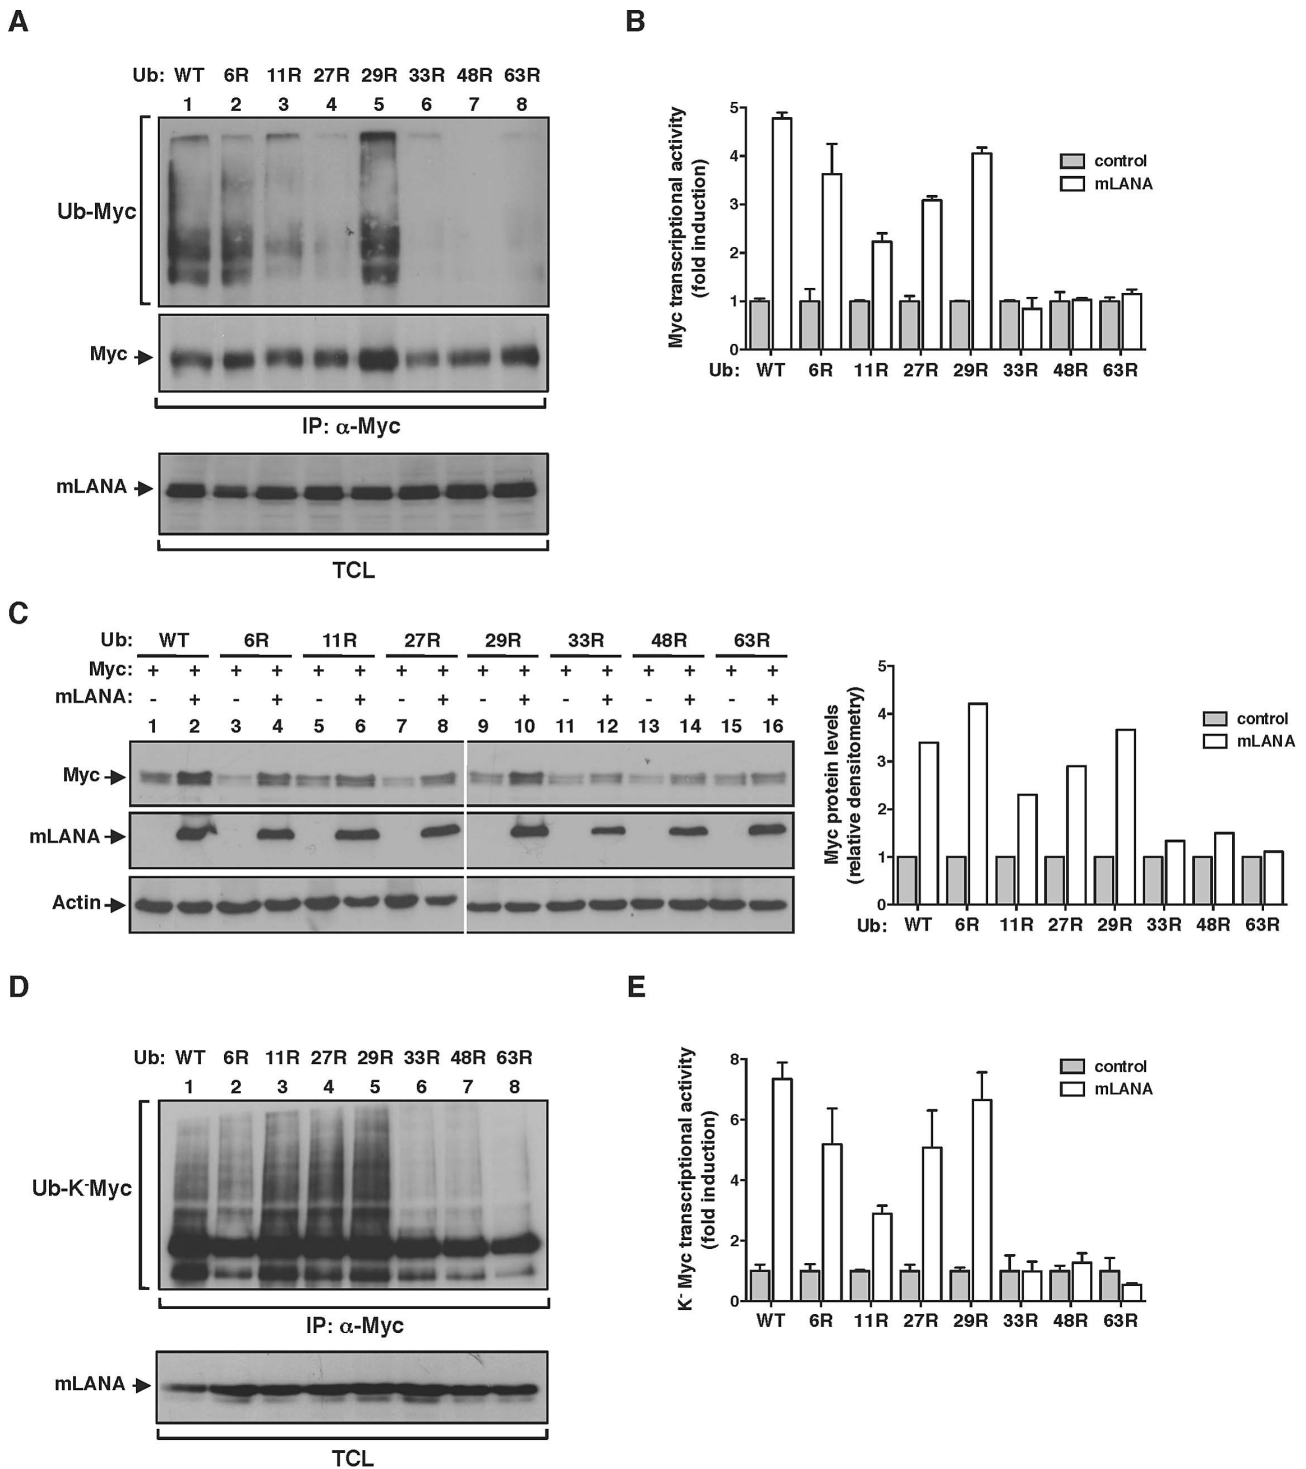 A
Ub: WT 6R 11R 27R 29R 33R 48R 63R
1 2 3 4 5 6 7 8
Ub-Myc
Myc
IP: α-Myc
mLANA
TCL
B
Myc transcriptional activity
(fold induction)
5
4
3
2
1
0
control
mLANA
Ub: WT 6R 11R 27R 29R 33R 48R 63R
C
Ub: WT 6R 11R 27R 29R 33R 48R 63R
Myc: + + + + + + + + + + + + + + + +
mLANA: - + - + - + - + - + - + - + - +
1 2 3 4 5 6 7 8 9 10 11 12 13 14 15 16
Myc
mLANA
Actin
Myc protein levels
(relative densitometry)
5
4
3
2
1
0
control
mLANA
Ub: WT 6R 11R 27R 29R 33R 48R 63R
D
Ub: WT 6R 11R 27R 29R 33R 48R 63R
1 2 3 4 5 6 7 8
Ub-K⁻Myc
IP: α-Myc
mLANA
TCL
E
K⁻ Myc transcriptional activity
(fold induction)
8
6
4
2
0
control
mLANA
WT 6R 11R 27R 29R 33R 48R 63R